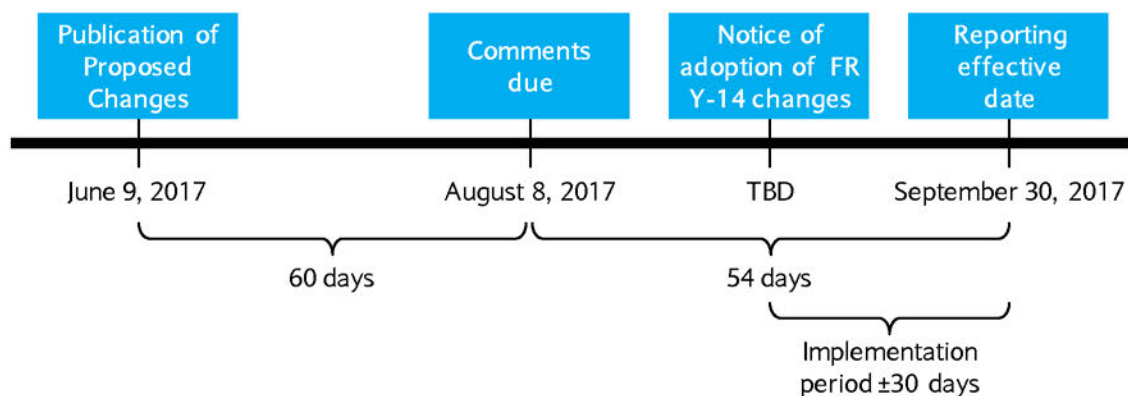 Publication of
Proposed
Changes
Comments
due
Notice of
adoption of FR
Y-14 changes
Reporting
effective
date
June 9, 2017
August 8, 2017
TBD
September 30, 2017
60 days
54 days
Implementation
period ±30 days